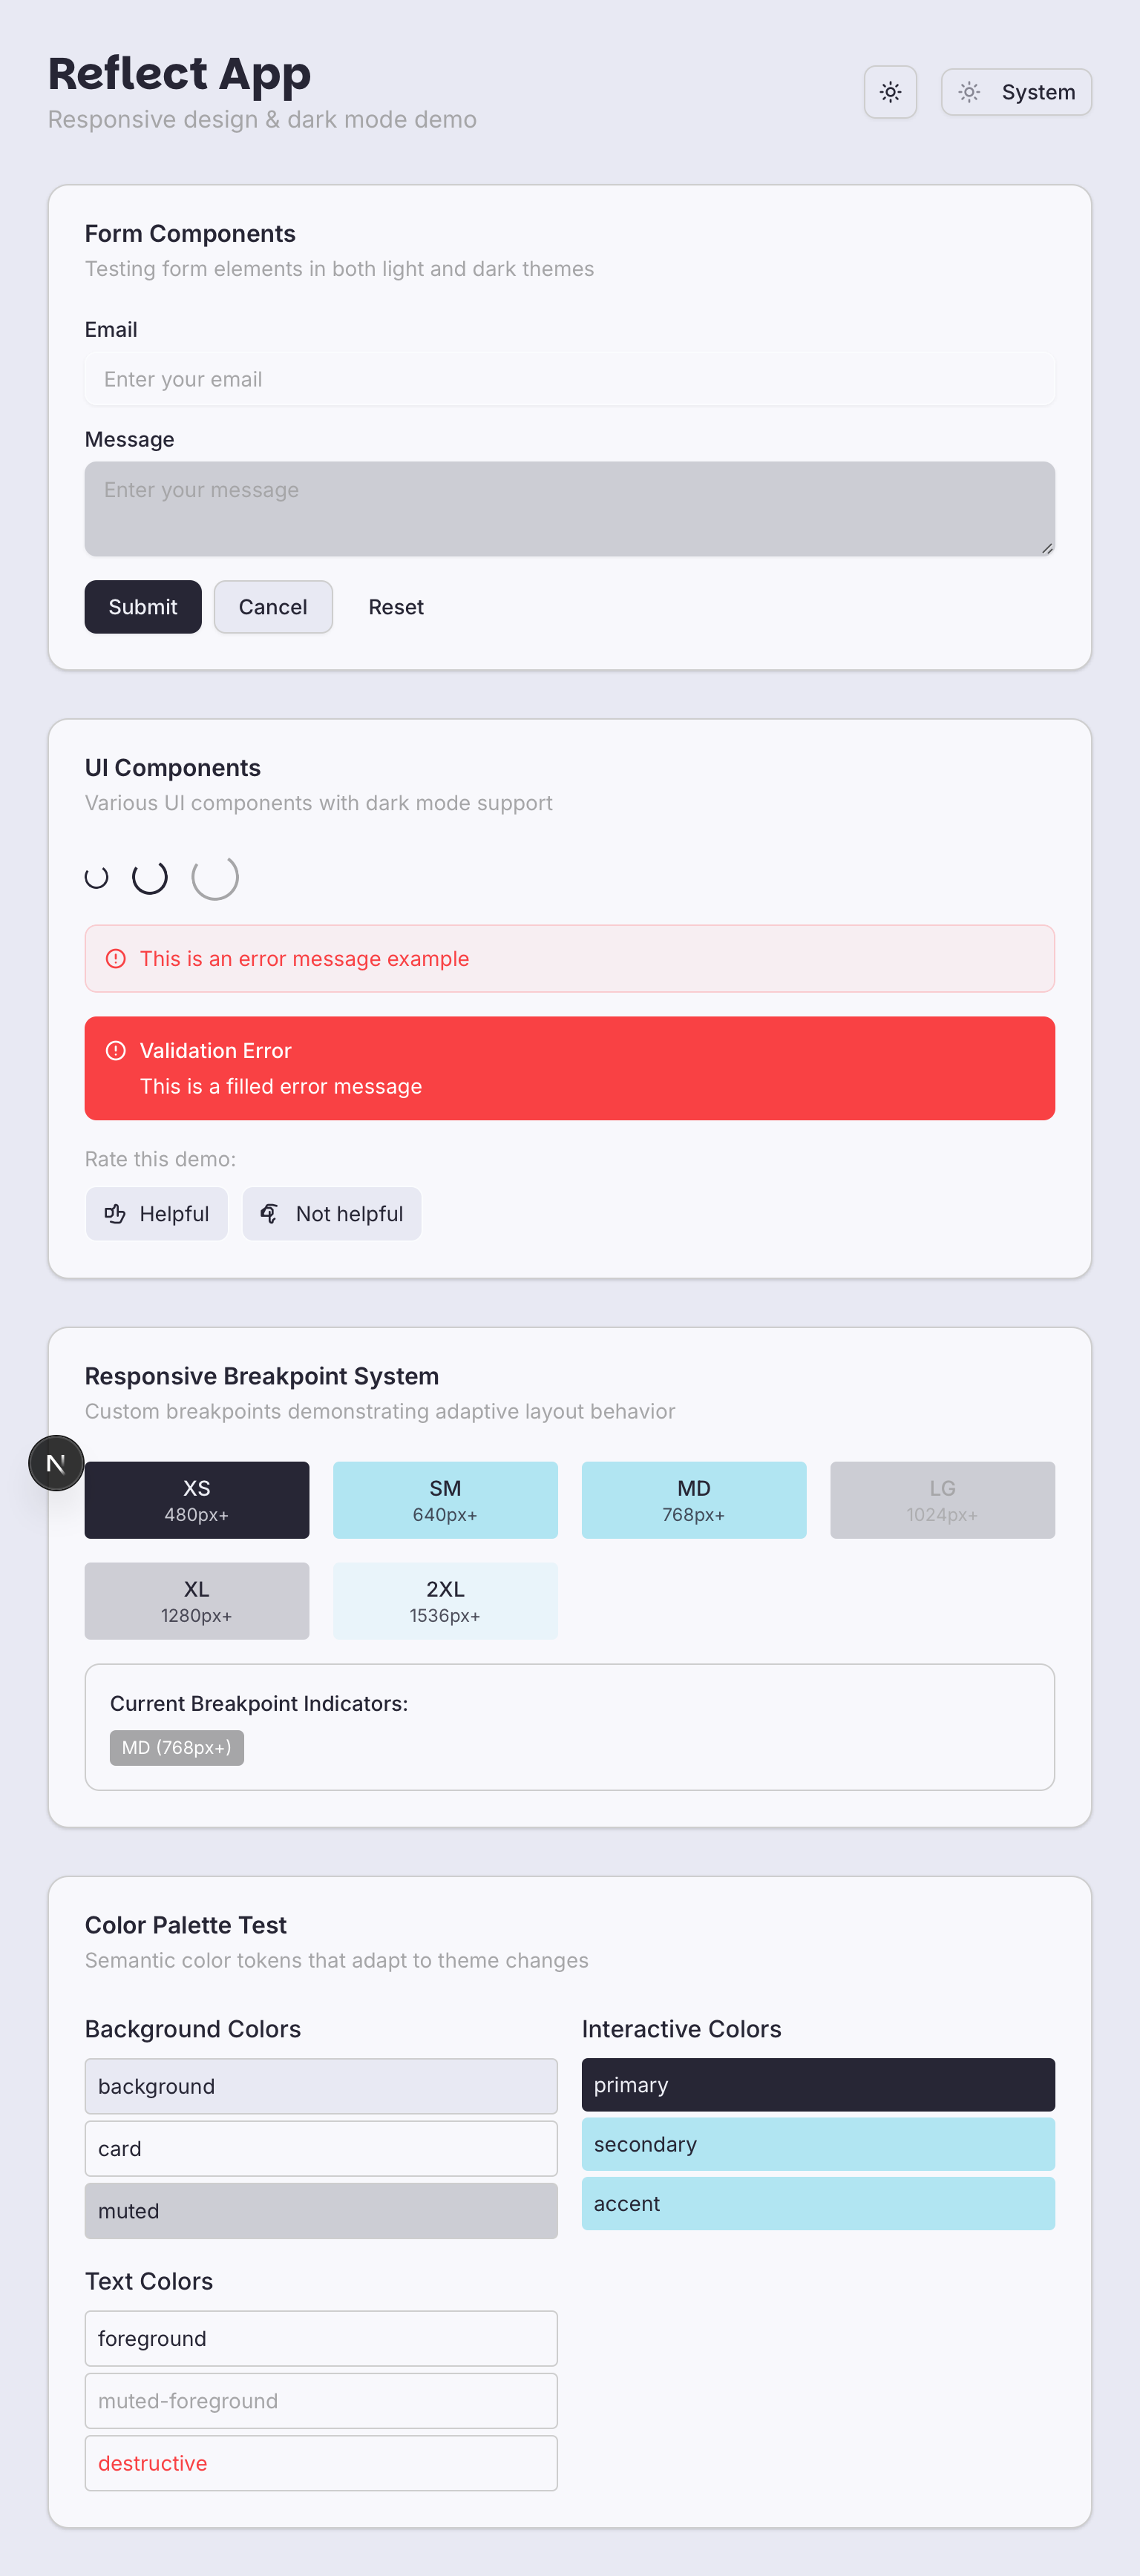 Reflect App
Responsive design & dark mode demo
System
Form Components
Testing form elements in both light and dark themes
Email
Enter your email
Message
Enter your message
Submit
Cancel
Reset
UI Components
Various UI components with dark mode support
This is an error message example
Validation Error
This is a filled error message
Rate this demo:
Helpful
Not helpful
Responsive Breakpoint System
Custom breakpoints demonstrating adaptive layout behavior
N
XS
480px+
SM
640px+
MD
768px+
LG
1024px+
XL
1280px+
2XL
1536px+
Current Breakpoint Indicators:
MD (768px+)
Color Palette Test
Semantic color tokens that adapt to theme changes
Background Colors
background
card
muted
Interactive Colors
primary
secondary
accent
Text Colors
foreground
muted-foreground
destructive